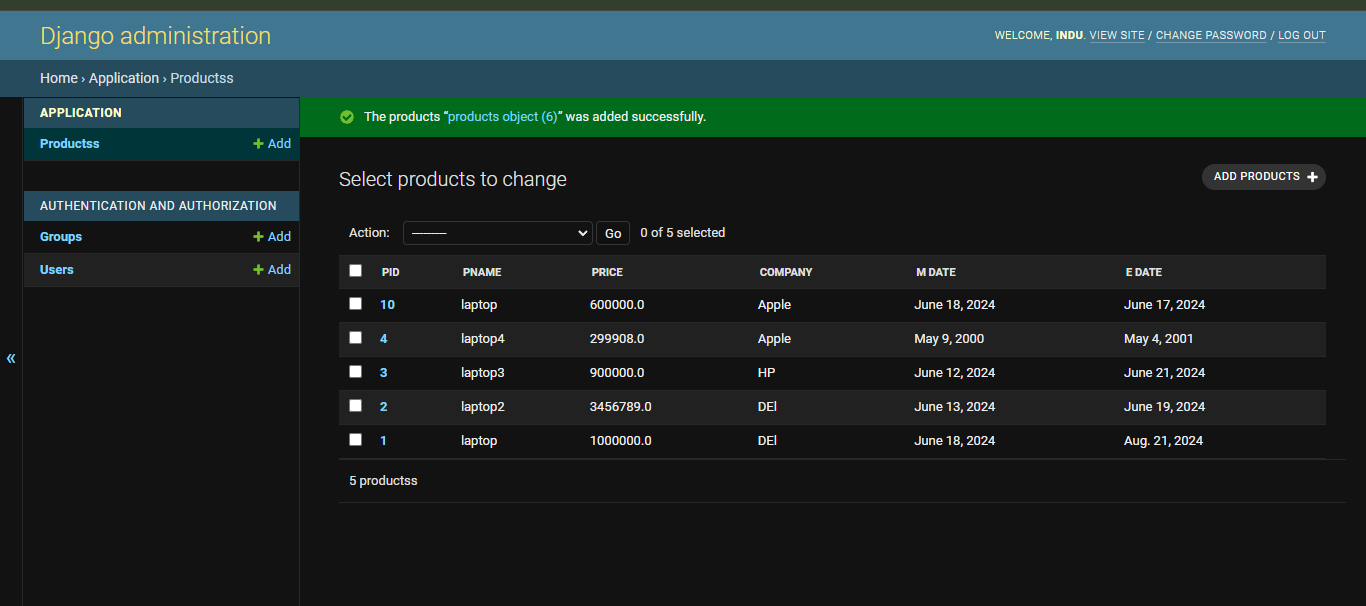 Django administration
WELCOME, INDU. VIEW SITE / CHANGE PASSWORD / LOG OUT
Home › Application › Productss
APPLICATION
Productss + Add
AUTHENTICATION AND AUTHORIZATION
Groups + Add
Users + Add
«
The products “products object (6)” was added successfully.
Select products to change
ADD PRODUCTS +
Action: --------- Go 0 of 5 selected
PID PNAME PRICE COMPANY M DATE E DATE
10 laptop 600000.0 Apple June 18, 2024 June 17, 2024
4 laptop4 299908.0 Apple May 9, 2000 May 4, 2001
3 laptop3 900000.0 HP June 12, 2024 June 21, 2024
2 laptop2 3456789.0 DEl June 13, 2024 June 19, 2024
1 laptop 1000000.0 DEl June 18, 2024 Aug. 21, 2024
5 productss